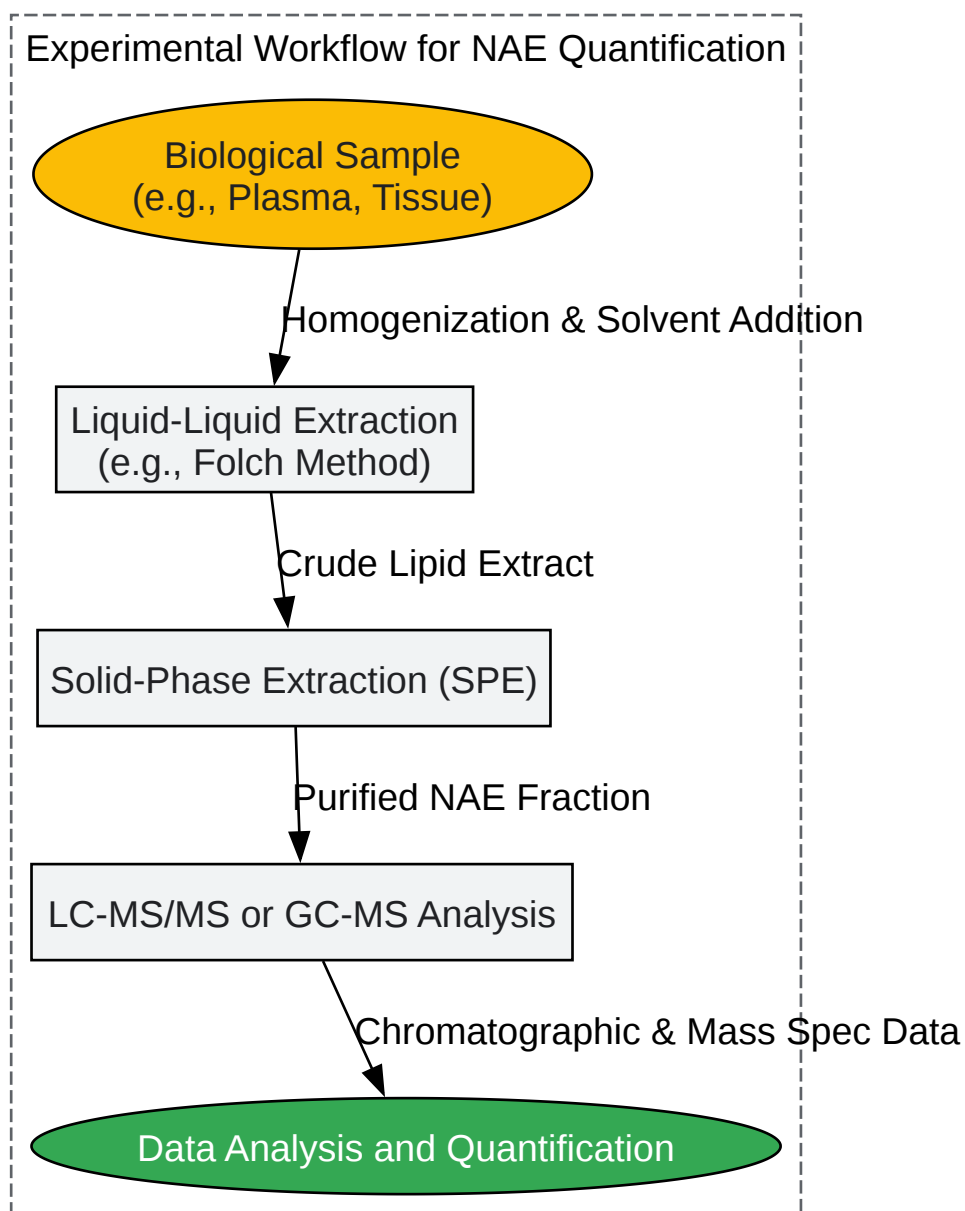 Experimental Workflow for NAE Quantification
Biological Sample
(e.g., Plasma, Tissue)
Homogenization & Solvent Addition
Liquid-Liquid Extraction
(e.g., Folch Method)
Crude Lipid Extract
Solid-Phase Extraction (SPE)
Purified NAE Fraction
LC-MS/MS or GC-MS Analysis
Chromatographic & Mass Spec Data
Data Analysis and Quantification